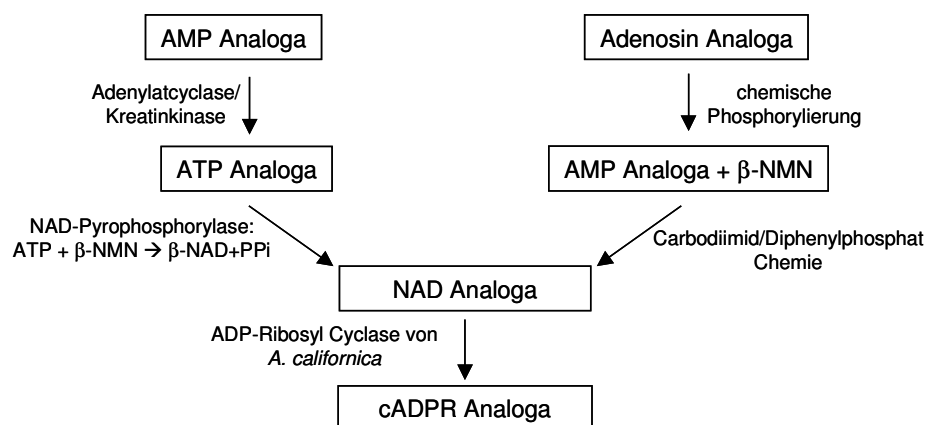 AMP Analoga
Adenosin Analoga
Adenylatcyclase/
Kreatinkinase
chemische
Phosphorylierung
ATP Analoga
AMP Analoga + β-NMN
NAD-Pyrophosphorylase:
ATP + β-NMN → β-NAD+PPi
Carbodiimid/Diphenylphosphat
Chemie
NAD Analoga
ADP-Ribosyl Cyclase von
A. californica
cADPR Analoga